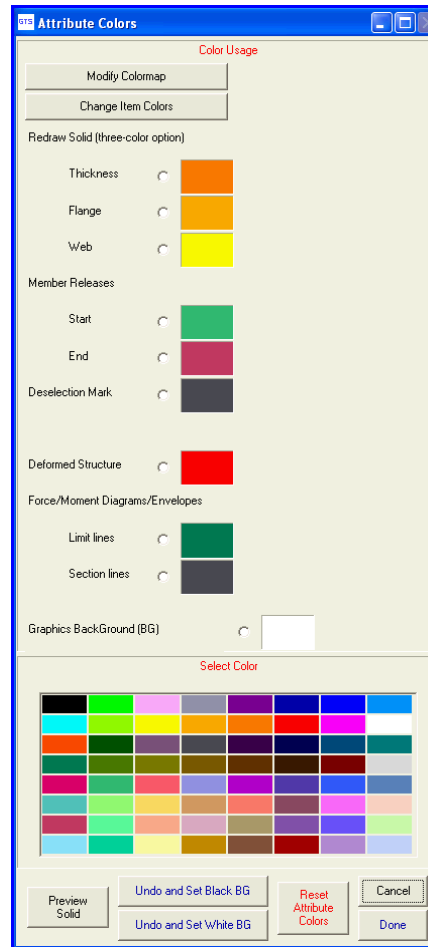 GTS Attribute Colors
Color Usage
Modify Colormap
Change Item Colors
Redraw Solid (three-color option)
Thickness
Flange
Web
Member Releases
Start
End
Deselection Mark
Deformed Structure
Force/Moment Diagrams/Envelopes
Limit lines
Section lines
Graphics BackGround (BG)
Select Color
Preview
Solid
Undo and Set Black BG
Undo and Set White BG
Reset
Attribute
Colors
Cancel
Done